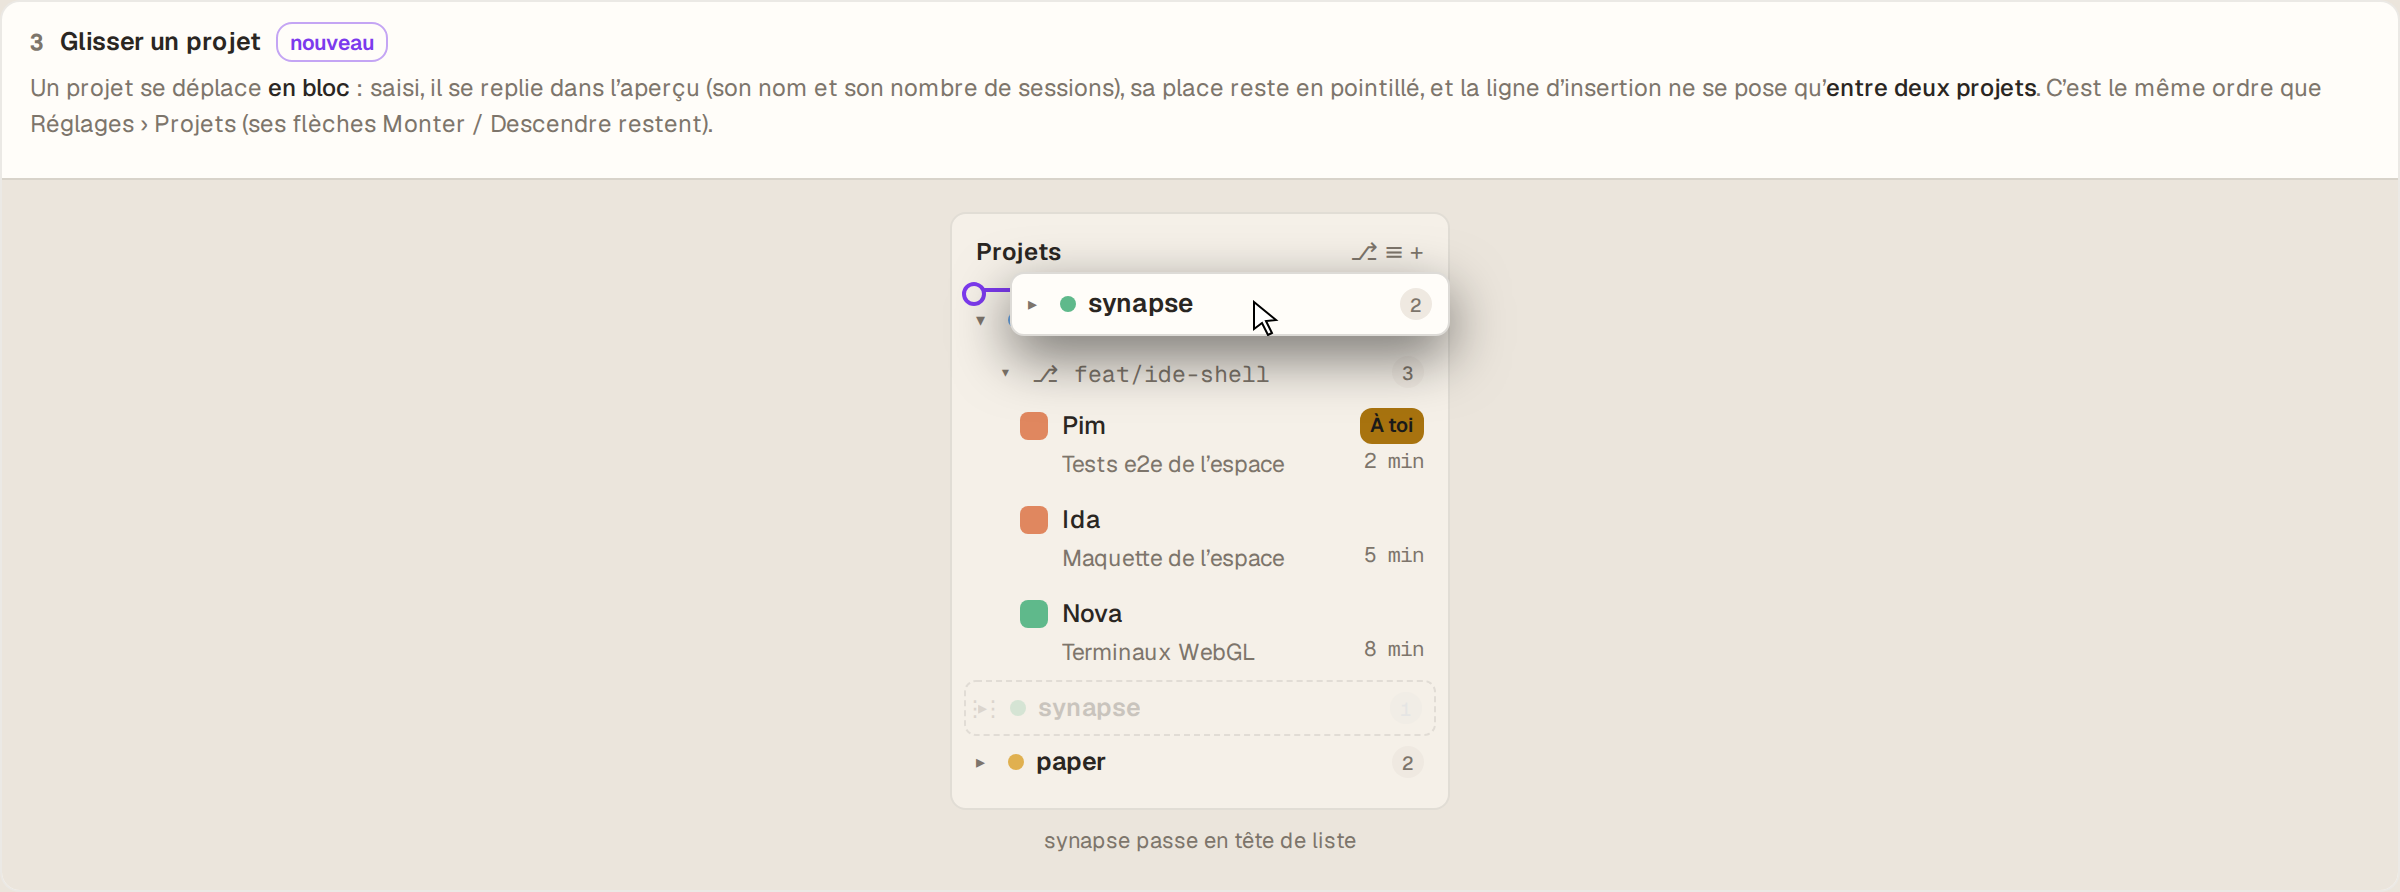 3 Glisser un projet nouveau
Un projet se déplace en bloc : saisi, il se replie dans l’aperçu (son nom et son nombre de sessions), sa place reste en pointillé, et la ligne d’insertion ne se pose qu’entre deux projets. C’est le même ordre que
Réglages › Projets (ses flèches Monter / Descendre restent).
Projets
synapse 2
feat/ide-shell 3
Pim À toi
Tests e2e de l’espace 2 min
Ida
Maquette de l’espace 5 min
Nova
Terminaux WebGL 8 min
synapse 1
paper 2
synapse passe en tête de liste